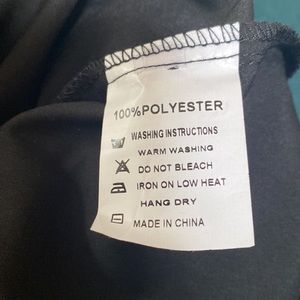 100%POLYESTER
WASHING INSTRUCTIONS
WARM WASHING
DO NOT BLEACH
IRON ON LOW HEAT
HANG DRY
MADE IN CHINA